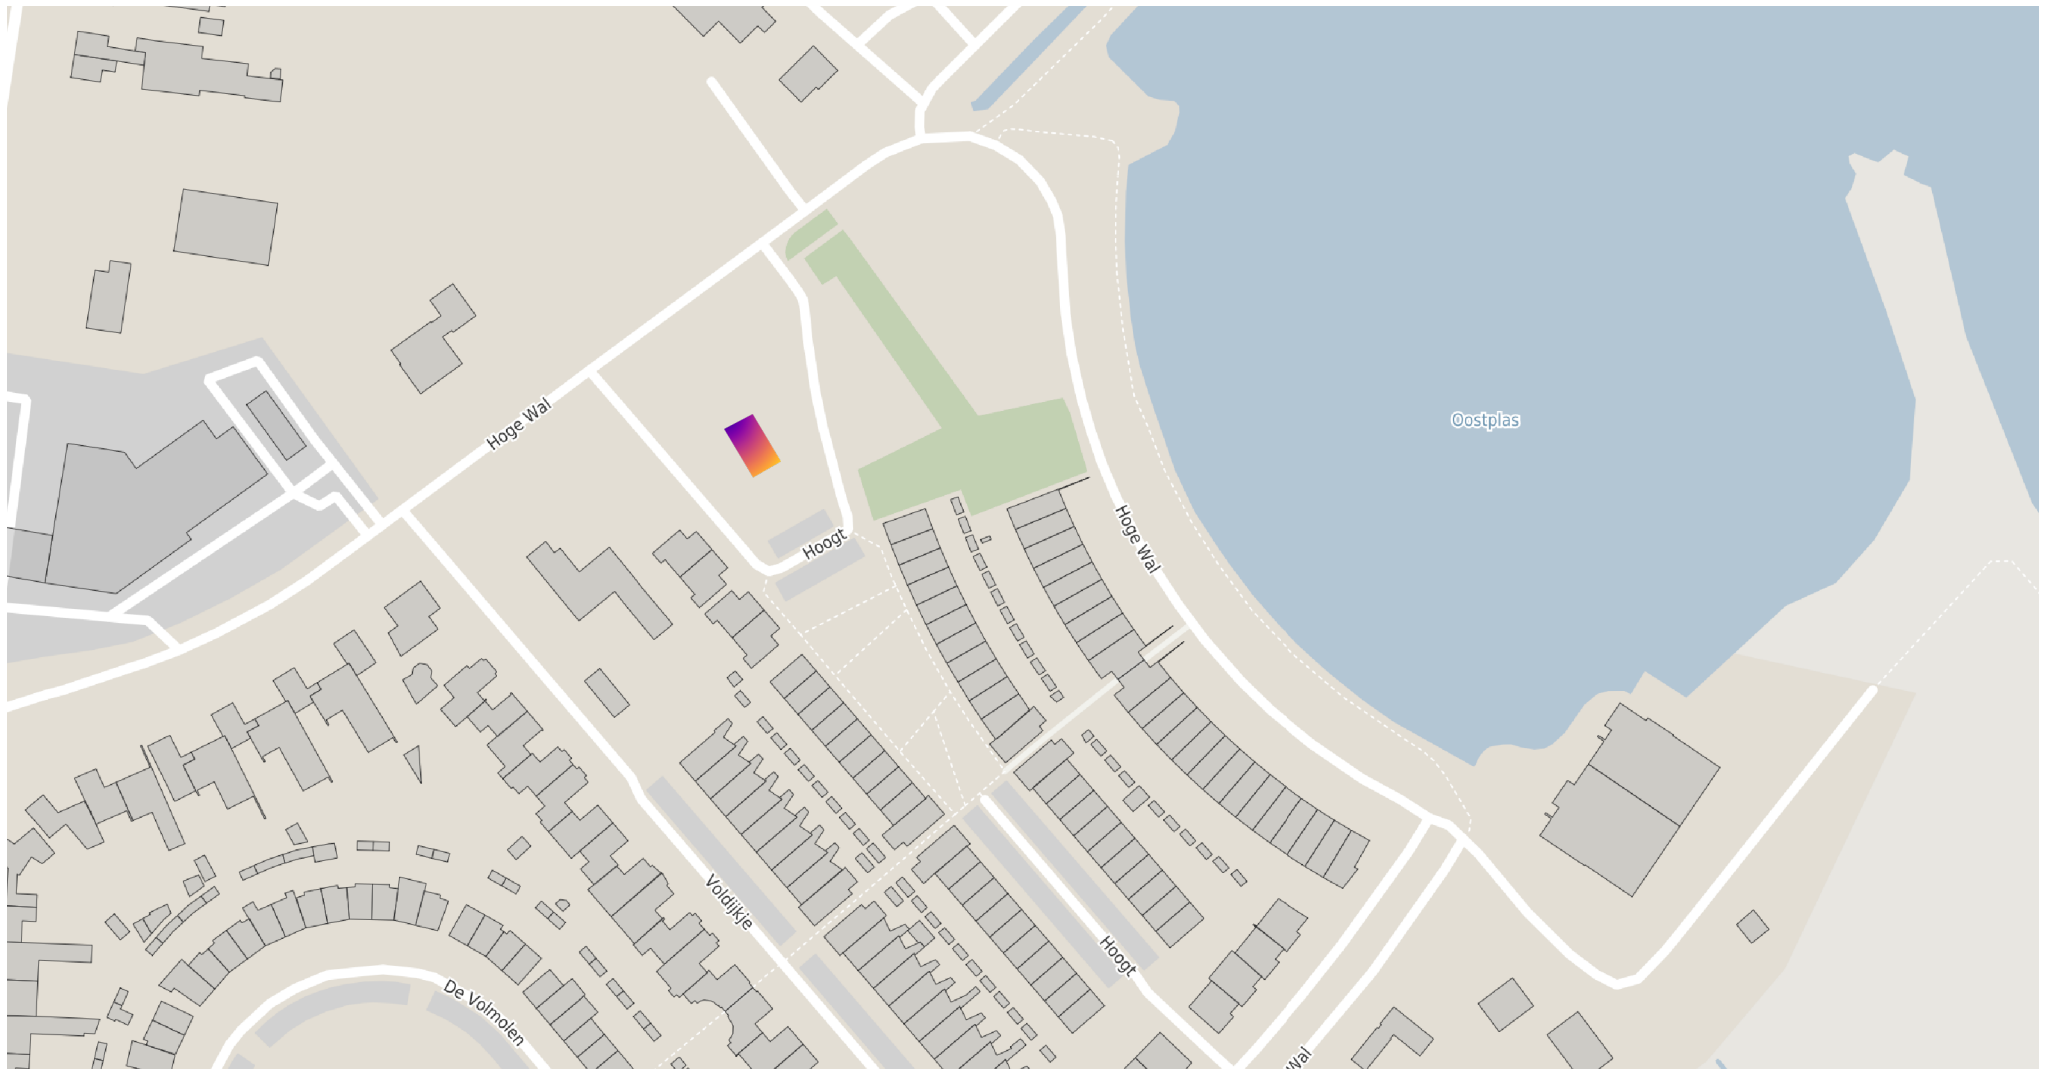 Hoge Wal
Oostplas
Hoogt
Hoge Wal
Voldijkje
Hoogt
De Volmolen
Wal